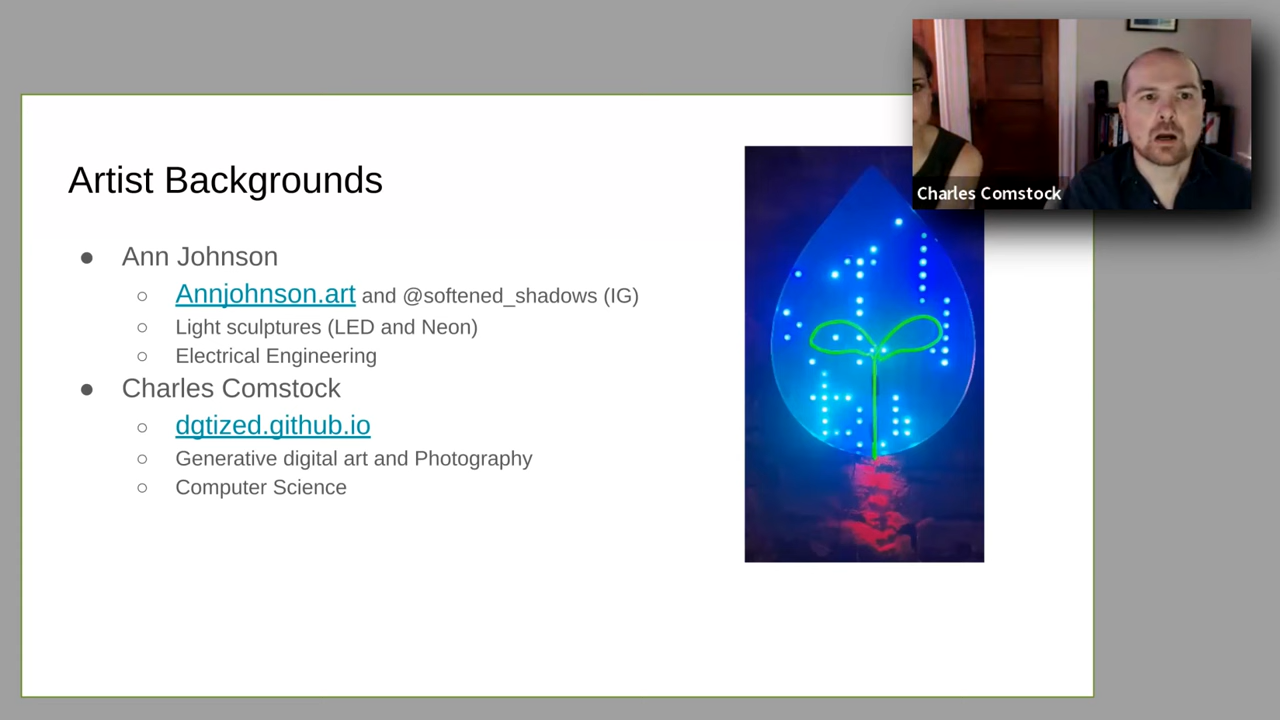 Charles Comstock
Artist Backgrounds
● Ann Johnson
○ Annjohnson.art and @softened_shadows (IG)
○ Light sculptures (LED and Neon)
○ Electrical Engineering
● Charles Comstock
○ dgtized.github.io
○ Generative digital art and Photography
○ Computer Science